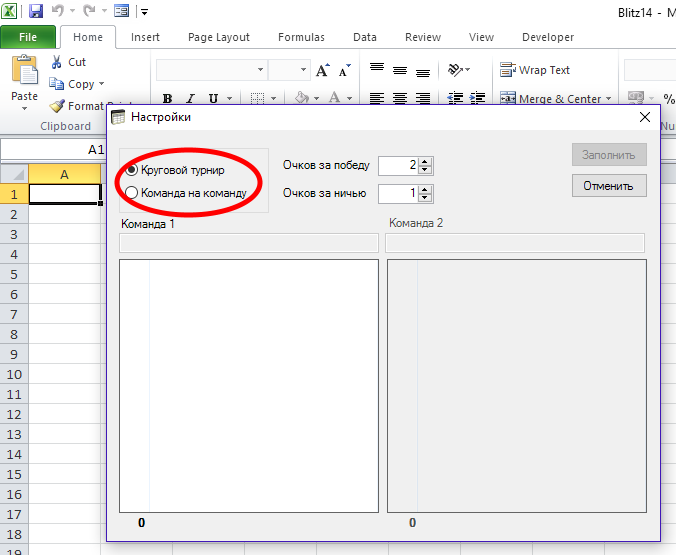 Blitz14 - M
File Home Insert Page Layout Formulas Data Review View Developer
Cut
Copy
Format
Paste
Clipboard
B I U A A A
Wrap Text
Merge & Center
%
Nu
A1
Настройки
Круговой турнир
Команда на команду
Очков за победу 2
Очков за ничью 1
Заполнить
Отменить
Команда 1 Команда 2
0 0
A
1
2
3
4
5
6
7
8
9
10
11
12
13
14
15
16
17
18
19